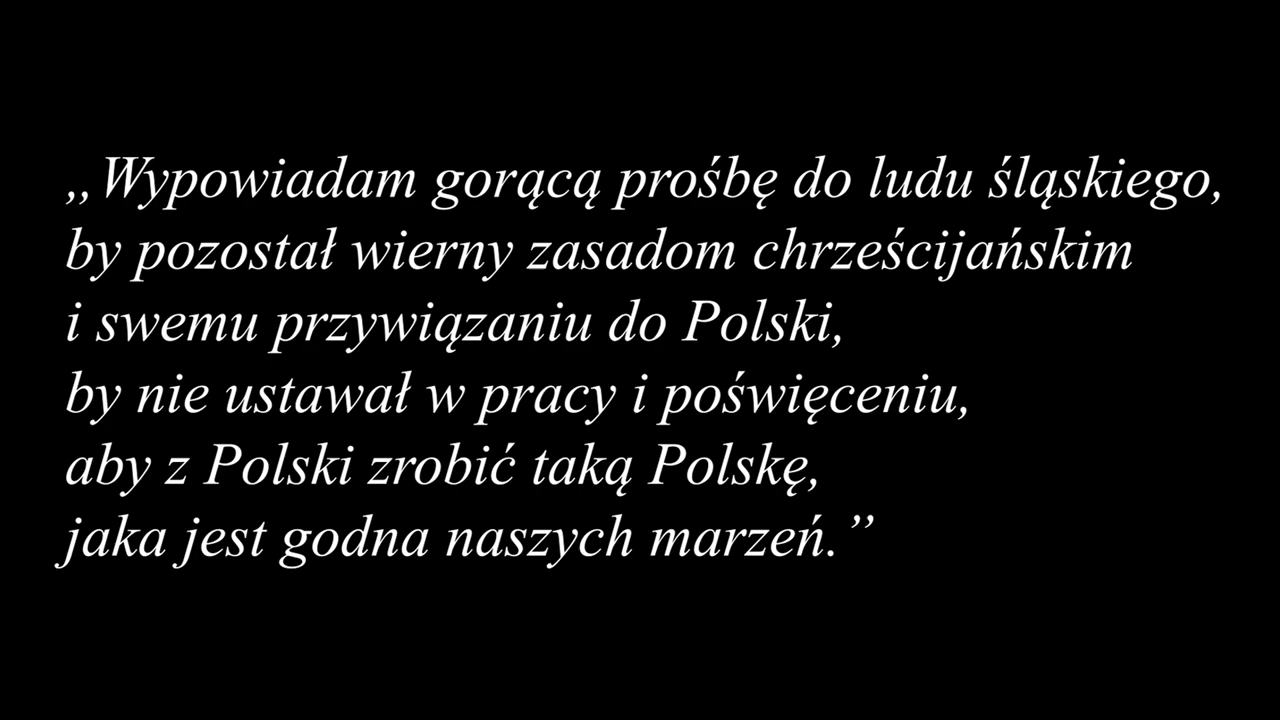 „Wypowiadam gorącą prośbę do ludu śląskiego,
by pozostał wierny zasadom chrześcijańskim
i swemu przywiązaniu do Polski,
by nie ustawał w pracy i poświęceniu,
aby z Polski zrobić taką Polskę,
jaka jest godna naszych marzeń.”